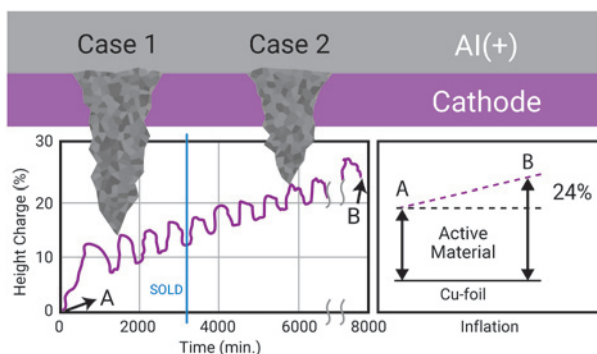 Case 1 Case 2 Al(+)
Cathode
30
20
10
0
Height Charge (%)
A
SOLD
B
0 2000 4000 6000 8000
Time (min.)
A B 24%
Active
Material
Cu-foil
Inflation